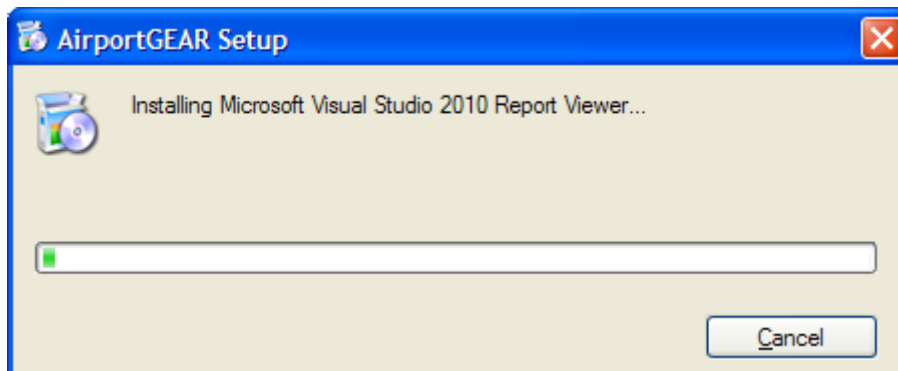 AirportGEAR Setup
Installing Microsoft Visual Studio 2010 Report Viewer...
Cancel